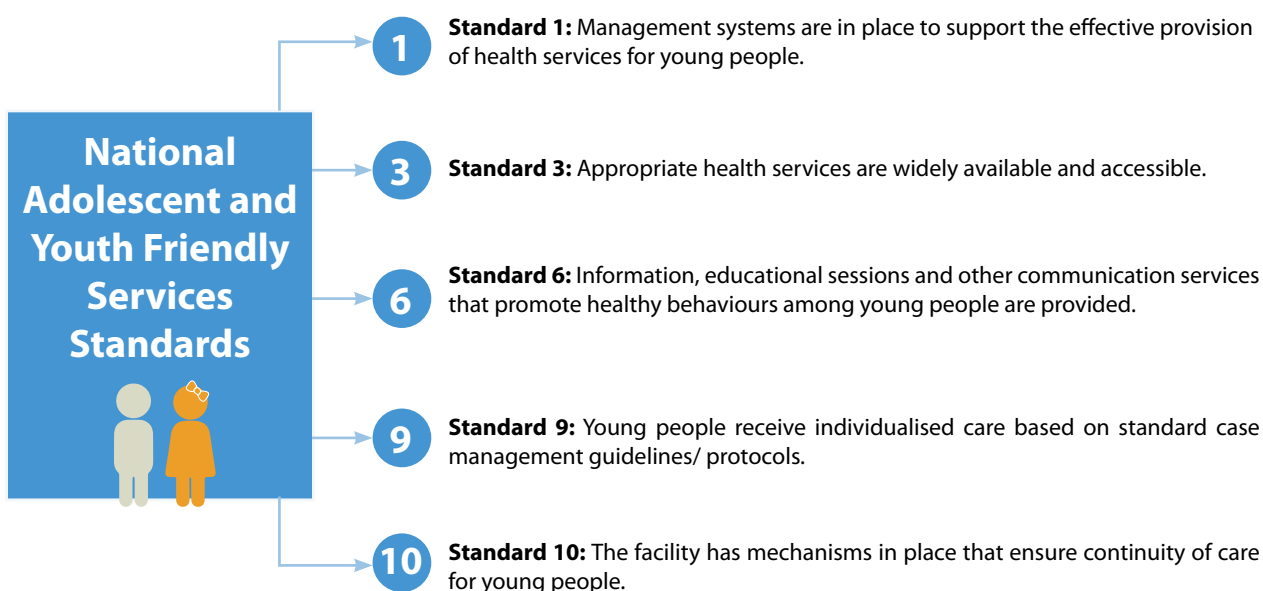 National
Adolescent and
Youth Friendly
Services
Standards
1
Standard 1: Management systems are in place to support the effective provision
of health services for young people.
3
Standard 3: Appropriate health services are widely available and accessible.
6
Standard 6: Information, educational sessions and other communication services
that promote healthy behaviours among young people are provided.
9
Standard 9: Young people receive individualised care based on standard case
management guidelines/ protocols.
10
Standard 10: The facility has mechanisms in place that ensure continuity of care
for young people.